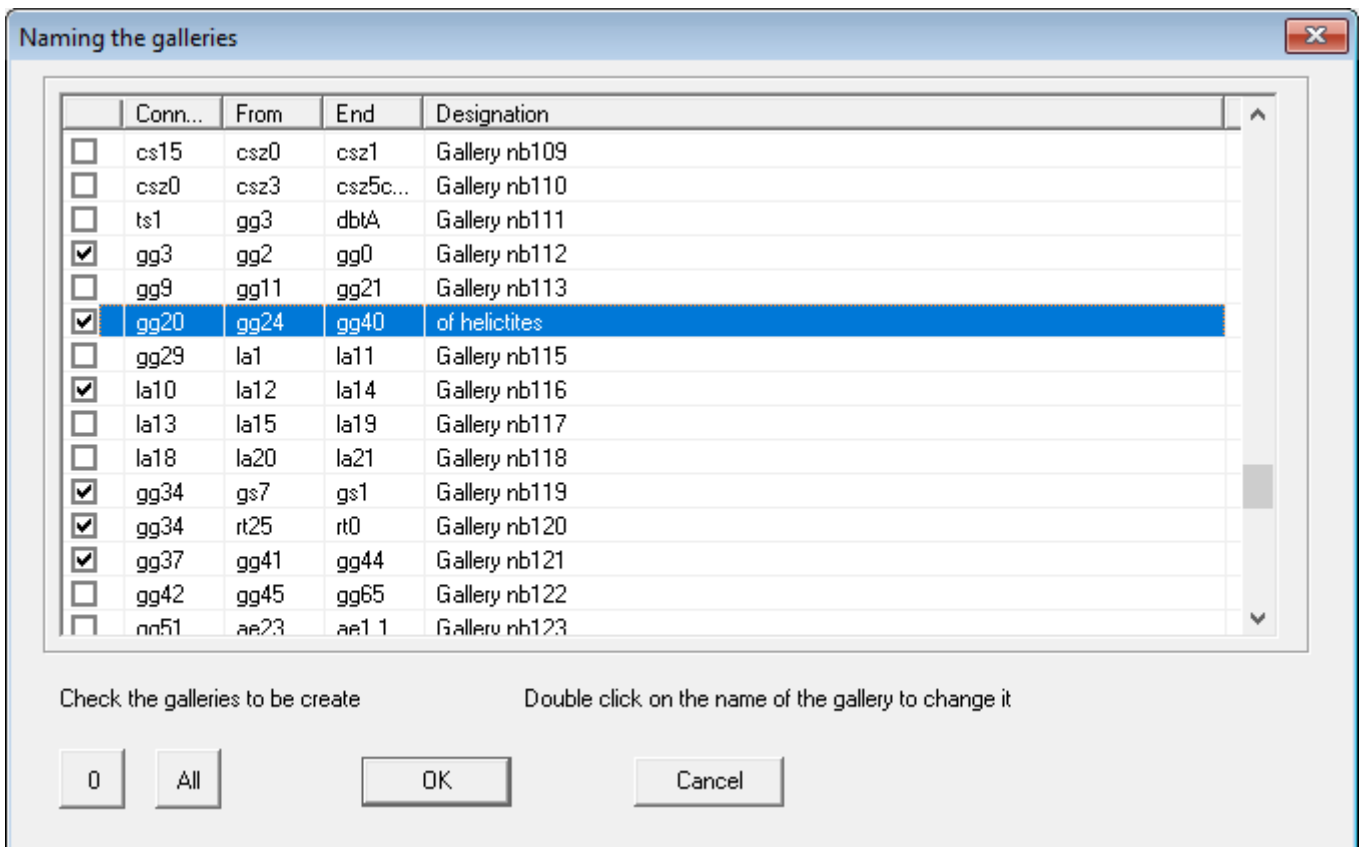 Naming the galleries
Conn... From End Designation
cs15 csz0 csz1 Gallery nb109
csz0 csz3 csz5c... Gallery nb110
ts1 gg3 dbtA Gallery nb111
gg3 gg2 gg0 Gallery nb112
gg9 gg11 gg21 Gallery nb113
gg20 gg24 gg40 of helictites
gg29 la1 la11 Gallery nb115
la10 la12 la14 Gallery nb116
la13 la15 la19 Gallery nb117
la18 la20 la21 Gallery nb118
gg34 gs7 gs1 Gallery nb119
gg34 rt25 rt0 Gallery nb120
gg37 gg41 gg44 Gallery nb121
gg42 gg45 gg65 Gallery nb122
gg51 ae23 ae1.1 Gallery nb123
Check the galleries to be create Double click on the name of the gallery to change it
0 All OK Cancel